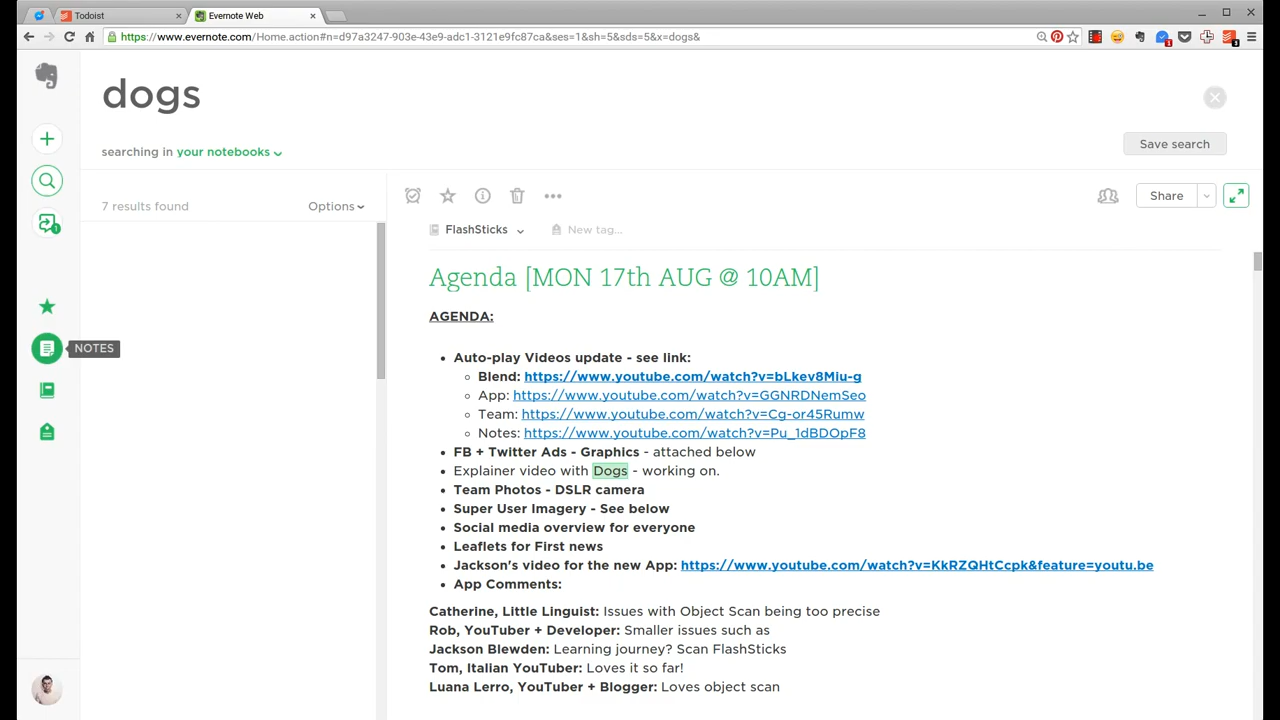 Todoist
Evernote Web
https://www.evernote.com/Home.action#n=d97a3247-903e-43e9-adc1-3121e9fc87ca&ses=1&sh=5&sds=5&x=dogs&
1
3
dogs
searching in your notebooks
Save search
1
7 results found
Options
Share
FlashSticks
New tag...
Agenda [MON 17th AUG @ 10AM]
AGENDA:
NOTES
• Auto-play Videos update - see link:
◦ Blend: https://www.youtube.com/watch?v=bLkev8Miu-g
◦ App: https://www.youtube.com/watch?v=GGNRDNemSeo
◦ Team: https://www.youtube.com/watch?v=Cg-or45Rumw
◦ Notes: https://www.youtube.com/watch?v=Pu_1dBDOpF8
• FB + Twitter Ads - Graphics - attached below
• Explainer video with Dogs - working on.
• Team Photos - DSLR camera
• Super User Imagery - See below
• Social media overview for everyone
• Leaflets for First news
• Jackson's video for the new App: https://www.youtube.com/watch?v=KkRZQHtCcpk&feature=youtu.be
• App Comments:
Catherine, Little Linguist: Issues with Object Scan being too precise
Rob, YouTuber + Developer: Smaller issues such as
Jackson Blewden: Learning journey? Scan FlashSticks
Tom, Italian YouTuber: Loves it so far!
Luana Lerro, YouTuber + Blogger: Loves object scan